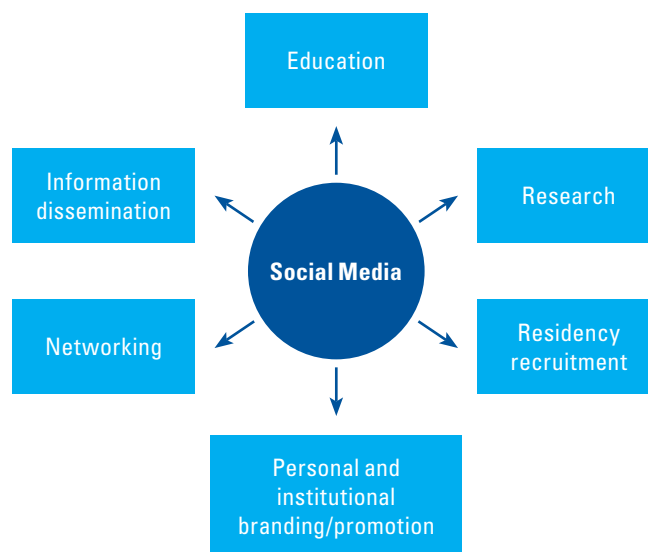 Education
Information
dissemination
Research
Social Media
Networking
Residency
recruitment
Personal and
institutional
branding/promotion